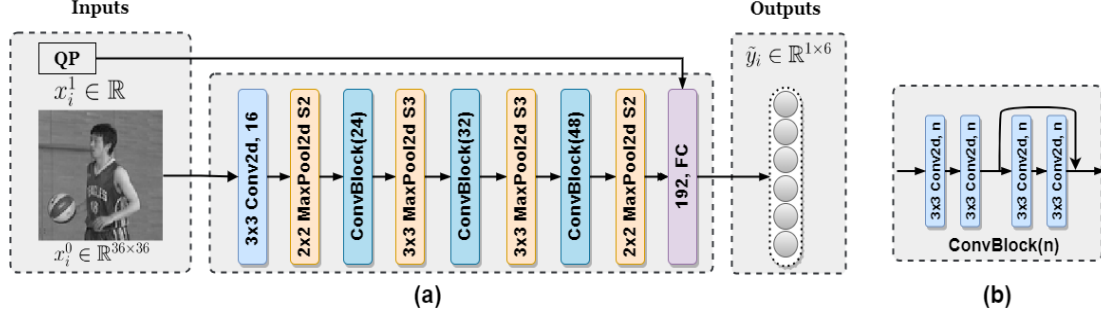 Inputs
Outputs
QP
x_i^1 ∈ ℝ
x_i^0 ∈ ℝ^{36×36}
3x3 Conv2d, 16
2x2 MaxPool2d S2
ConvBlock(24)
3x3 MaxPool2d S3
ConvBlock(32)
3x3 MaxPool2d S3
ConvBlock(48)
2x2 MaxPool2d S2
192, FC
ỹ_i ∈ ℝ^{1×6}
(a)
3x3 Conv2d, n
3x3 Conv2d, n
3x3 Conv2d, n
3x3 Conv2d, n
ConvBlock(n)
(b)